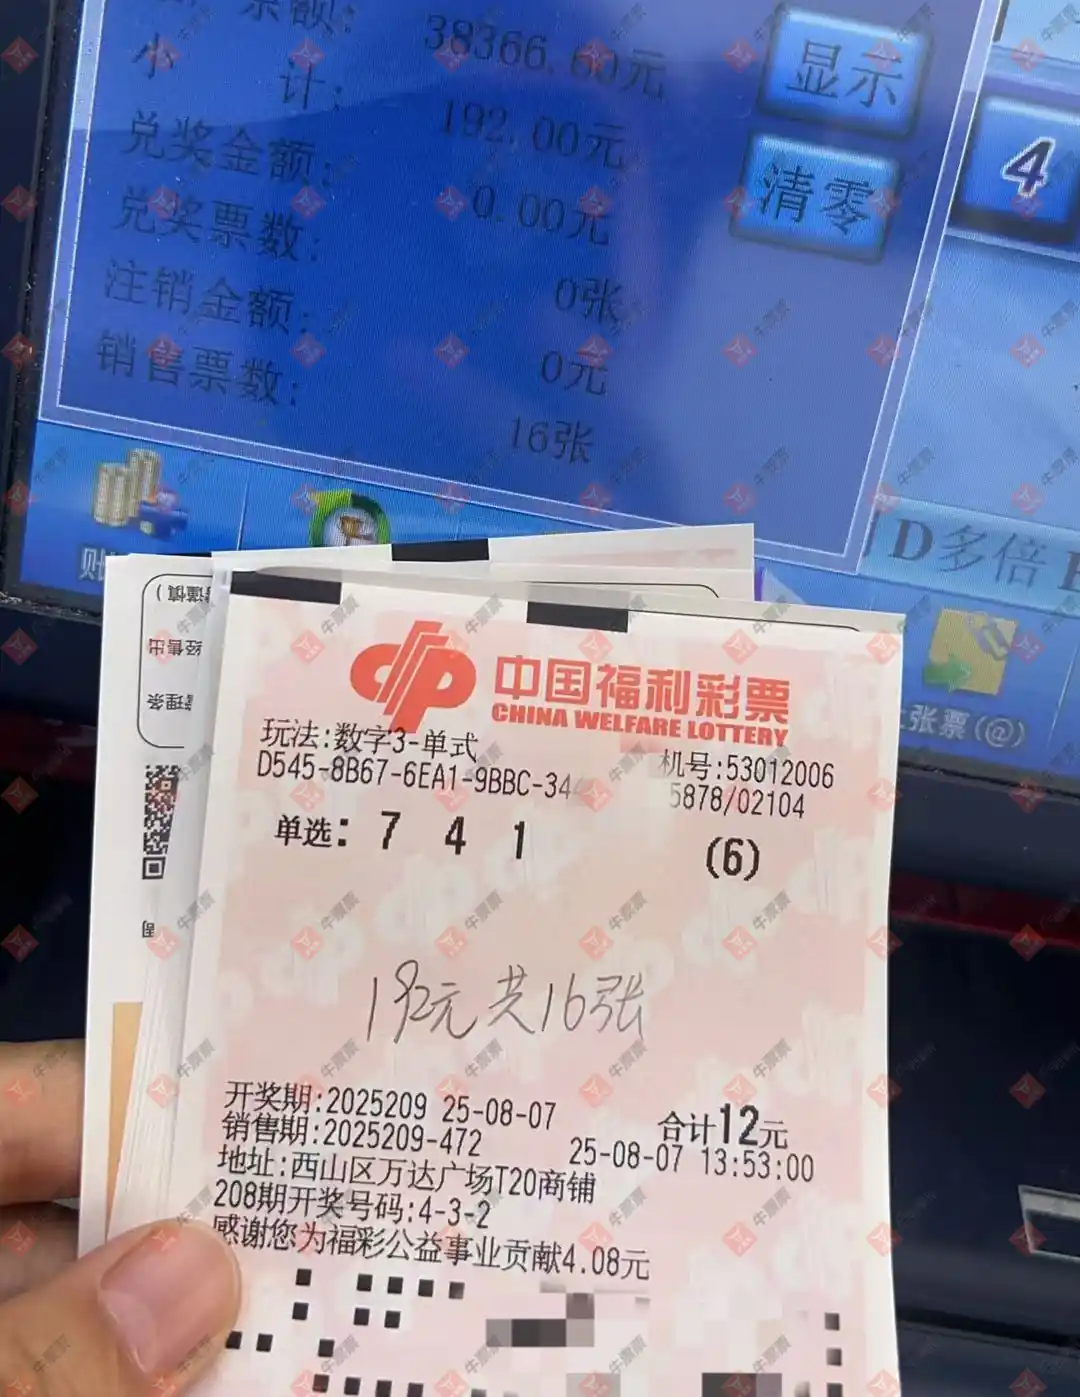 票额: 38366.60元
小计: 192.00元
兑奖金额: 0.00元
兑奖票数: 0张
注销金额: 0元
销售票数: 16张
显示
清零
4
D多倍
张票(@)
中国福利彩票
CHINA WELFARE LOTTERY
玩法:数字3-单式
机号:53012006
D545-8B67-6EA1-9BBC-34
5878/02104
单选: 7 4 1 (6)
192元 共16张
开奖期:2025209 25-08-07 合计12元
销售期:2025209-472 25-08-07 13:53:00
地址:西山区万达广场T20商铺
208期开奖号码:4-3-2
感谢您为福彩公益事业贡献4.08元
牛票票